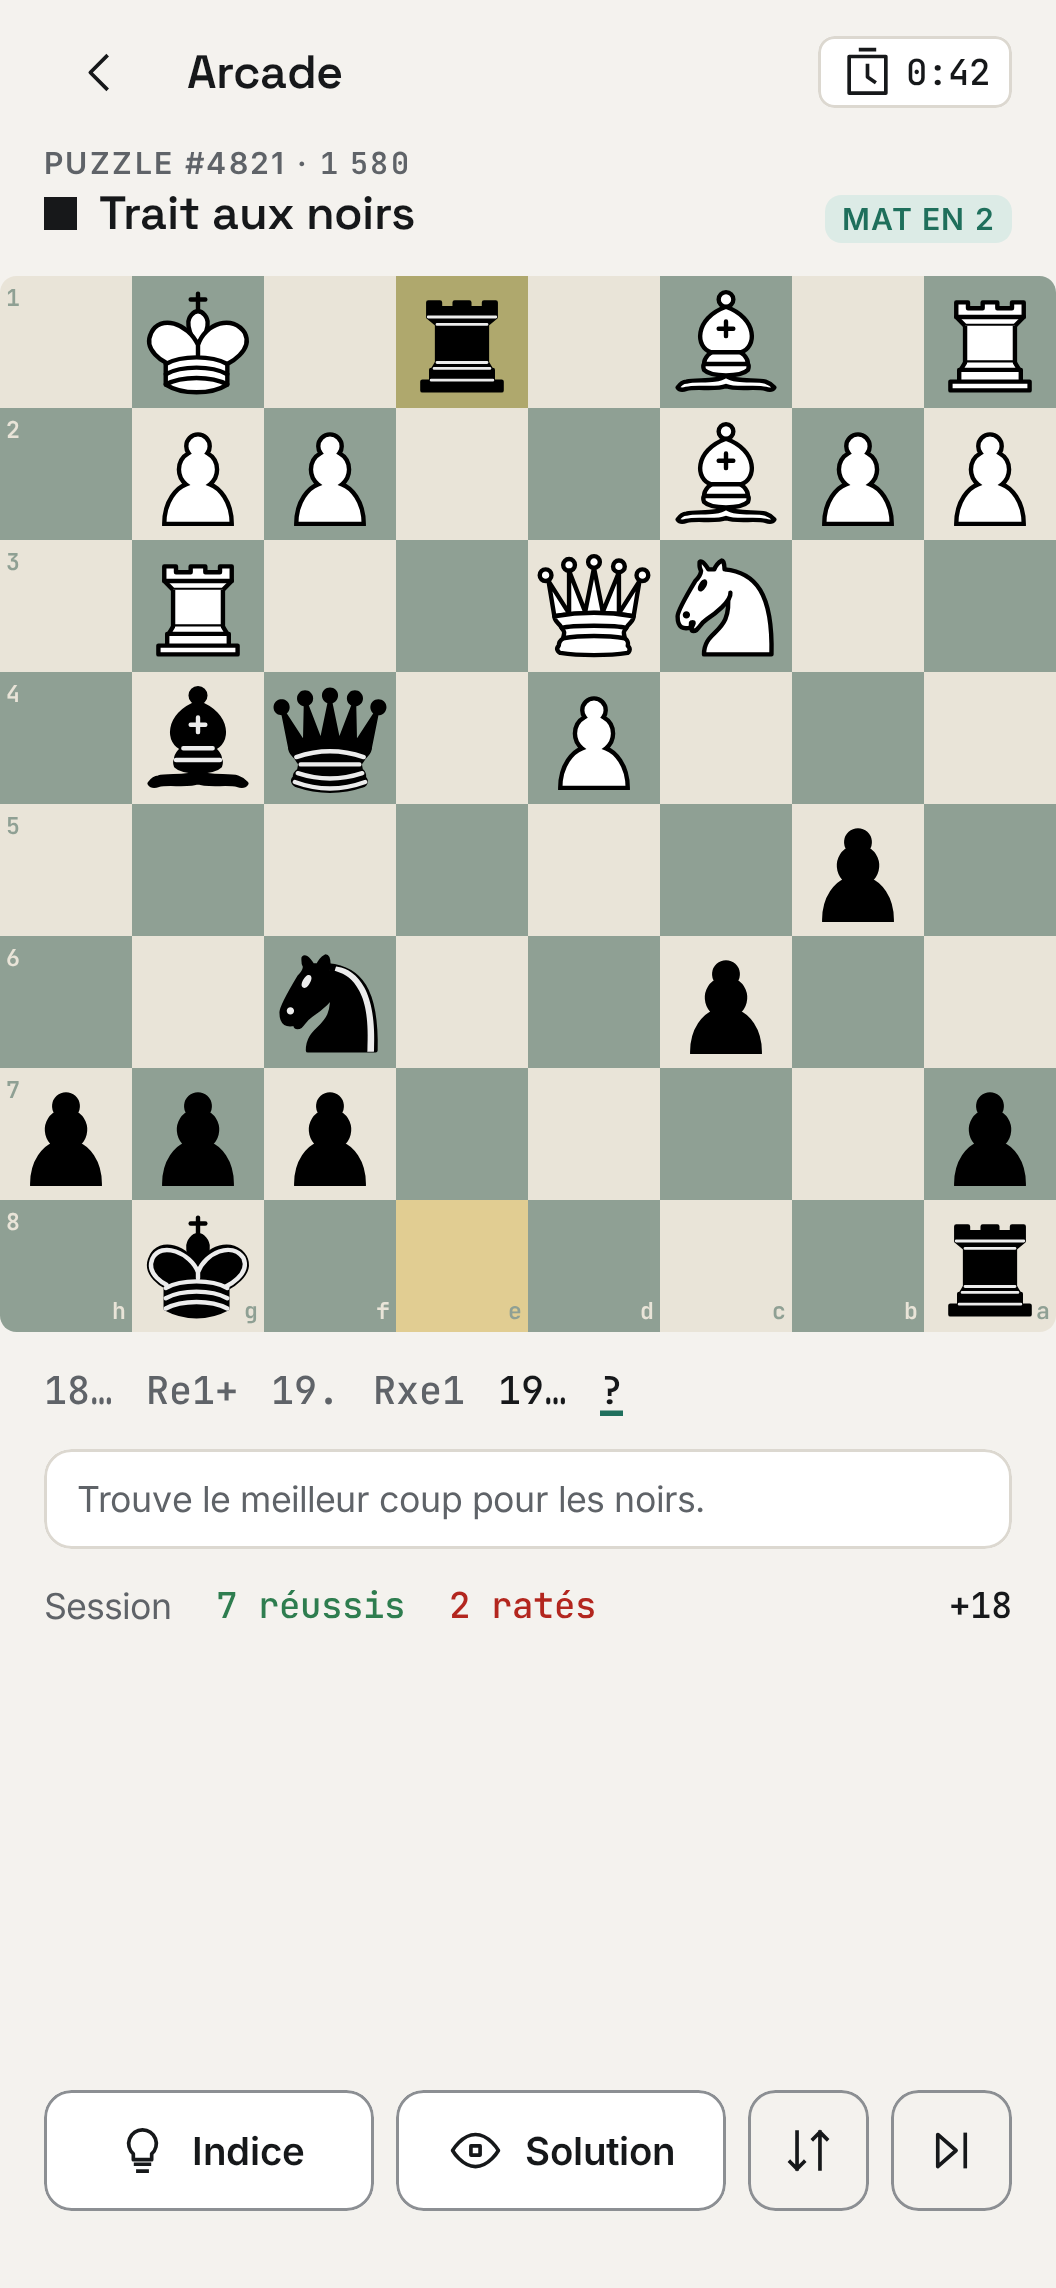 Arcade
0:42
PUZZLE #4821 · 1 580
Trait aux noirs
MAT EN 2
1
2
3
4
5
6
7
8
h g f e d c b a
18… Re1+ 19. Rxe1 19… ?
Trouve le meilleur coup pour les noirs.
Session 7 réussis 2 ratés +18
Indice
Solution